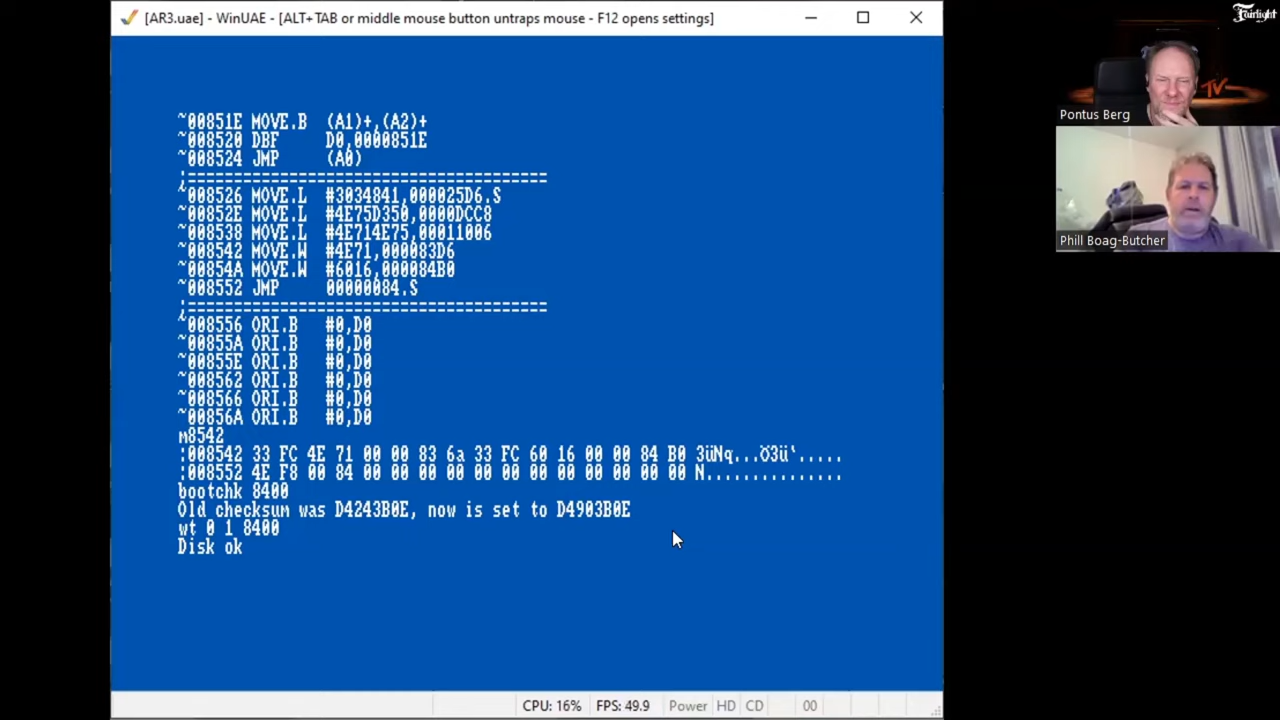 [AR3.uae] - WinUAE - [ALT+TAB or middle mouse button untraps mouse - F12 opens settings]
Fairlight
~00851E MOVE.B (A1)+,(A2)+
~008520 DBF D0,0000851E
~008524 JMP (A0)
;=======================================
~008526 MOVE.L #3034841,000025D6.S
~00852E MOVE.L #4E75D350,0000DCC8
~008538 MOVE.L #4E714E75,00011006
~008542 MOVE.W #4E71,000083D6
~00854A MOVE.W #6016,000084B0
~008552 JMP 00000084.S
;=======================================
~008556 ORI.B #0,D0
~00855A ORI.B #0,D0
~00855E ORI.B #0,D0
~008562 ORI.B #0,D0
~008566 ORI.B #0,D0
~00856A ORI.B #0,D0
m8542
:008542 33 FC 4E 71 00 00 83 6a 33 FC 60 16 00 00 84 B0 3üNq...Ö3ü`.....
:008552 4E F8 00 84 00 00 00 00 00 00 00 00 00 00 00 00 N...............
bootchk 8400
Old checksum was D4243B0E, now is set to D4903B0E
wt 0 1 8400
Disk ok
CPU: 16% FPS: 49.9 Power HD CD 00
TV
Pontus Berg
Phill Boag-Butcher